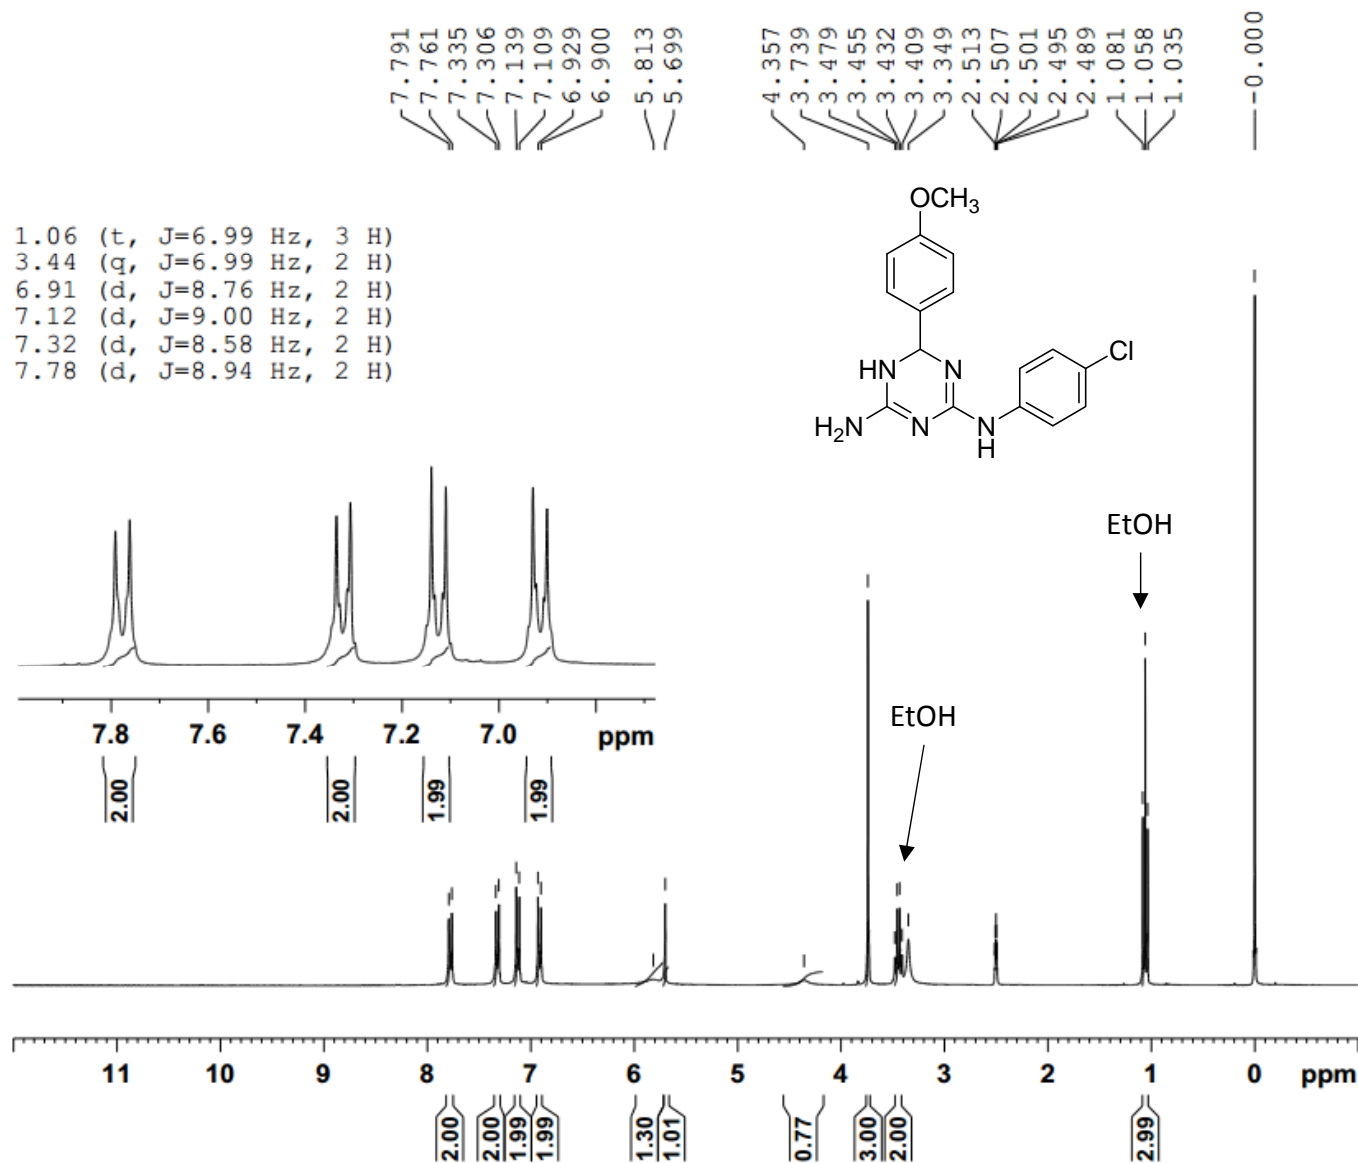 7.791
7.761
7.335
7.306
7.139
7.109
6.929
6.900
5.813
5.699
4.357
3.739
3.479
3.455
3.432
3.409
3.349
2.513
2.507
2.501
2.495
2.489
1.081
1.058
1.035
-0.000
1.06 (t, J=6.99 Hz, 3 H)
3.44 (q, J=6.99 Hz, 2 H)
6.91 (d, J=8.76 Hz, 2 H)
7.12 (d, J=9.00 Hz, 2 H)
7.32 (d, J=8.58 Hz, 2 H)
7.78 (d, J=8.94 Hz, 2 H)
OCH3
HN
N
Cl
H2N
N
N
H
EtOH
EtOH
7.8 7.6 7.4 7.2 7.0 ppm
2.00 2.00 1.99 1.99
11 10 9 8 7 6 5 4 3 2 1 0 ppm
2.00 2.00 1.99 1.99 1.30 1.01 0.77 3.00 2.00 2.99